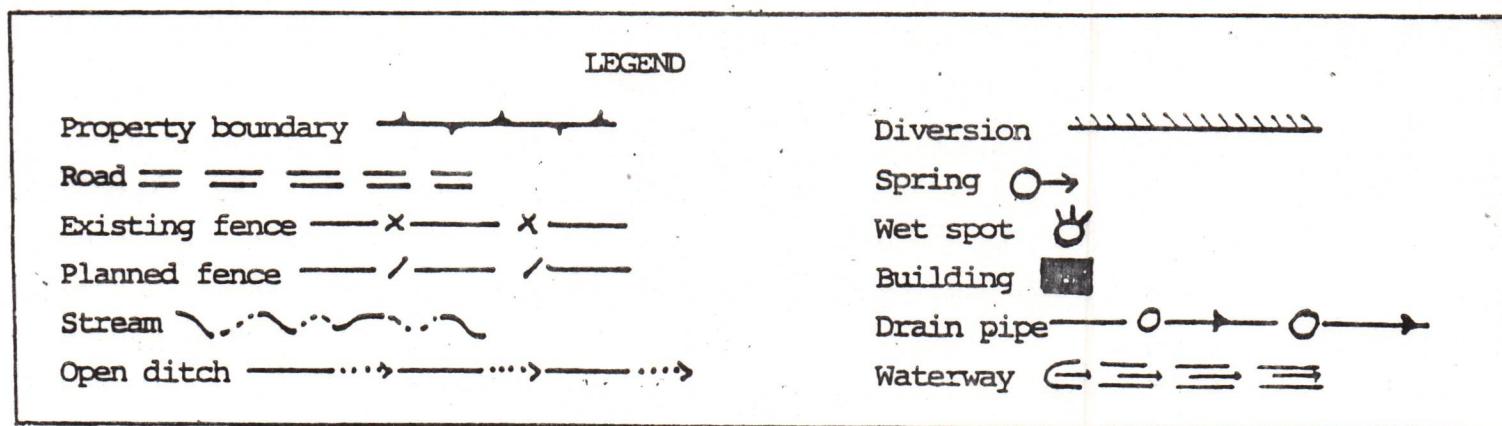 LEGEND
Property boundary
Road
Existing fence
Planned fence
Stream
Open ditch
Diversion
Spring
Wet spot
Building
Drain pipe
Waterway